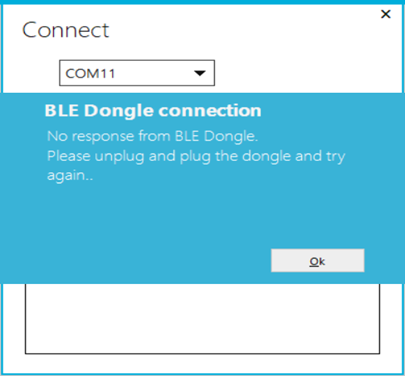 Connect
COM11
BLE Dongle connection
No response from BLE Dongle.
Please unplug and plug the dongle and try
again..
Ok